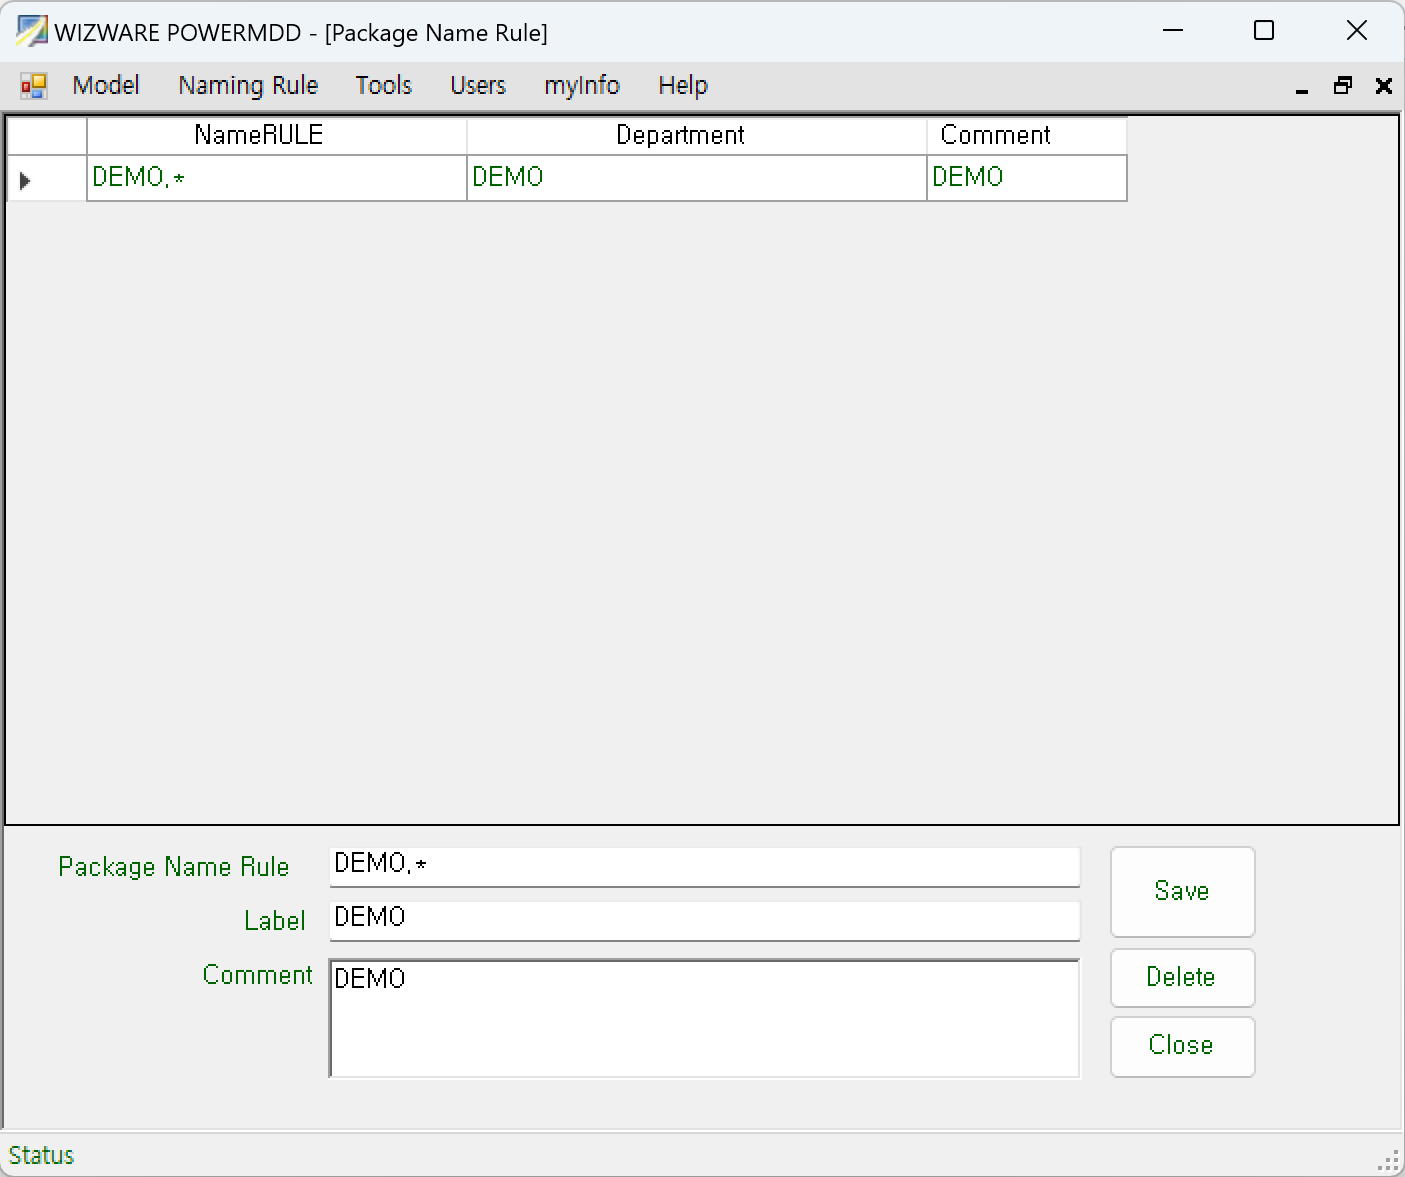 WIZWARE POWERMDD - [Package Name Rule]
Model Naming Rule Tools Users myInfo Help
NameRULE Department Comment
DEMO.* DEMO DEMO
Package Name Rule DEMO.*
Save
Label DEMO
Comment DEMO
Delete
Close
Status